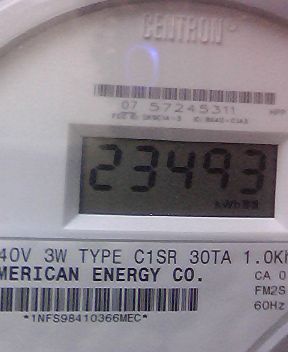 CENTRON®
07 57245311
23493
kWh
40V 3W TYPE C1SR 30TA 1.0Kh
MERICAN ENERGY CO.
CA 0
FM2S
60Hz
*1NFS98410366MEC*